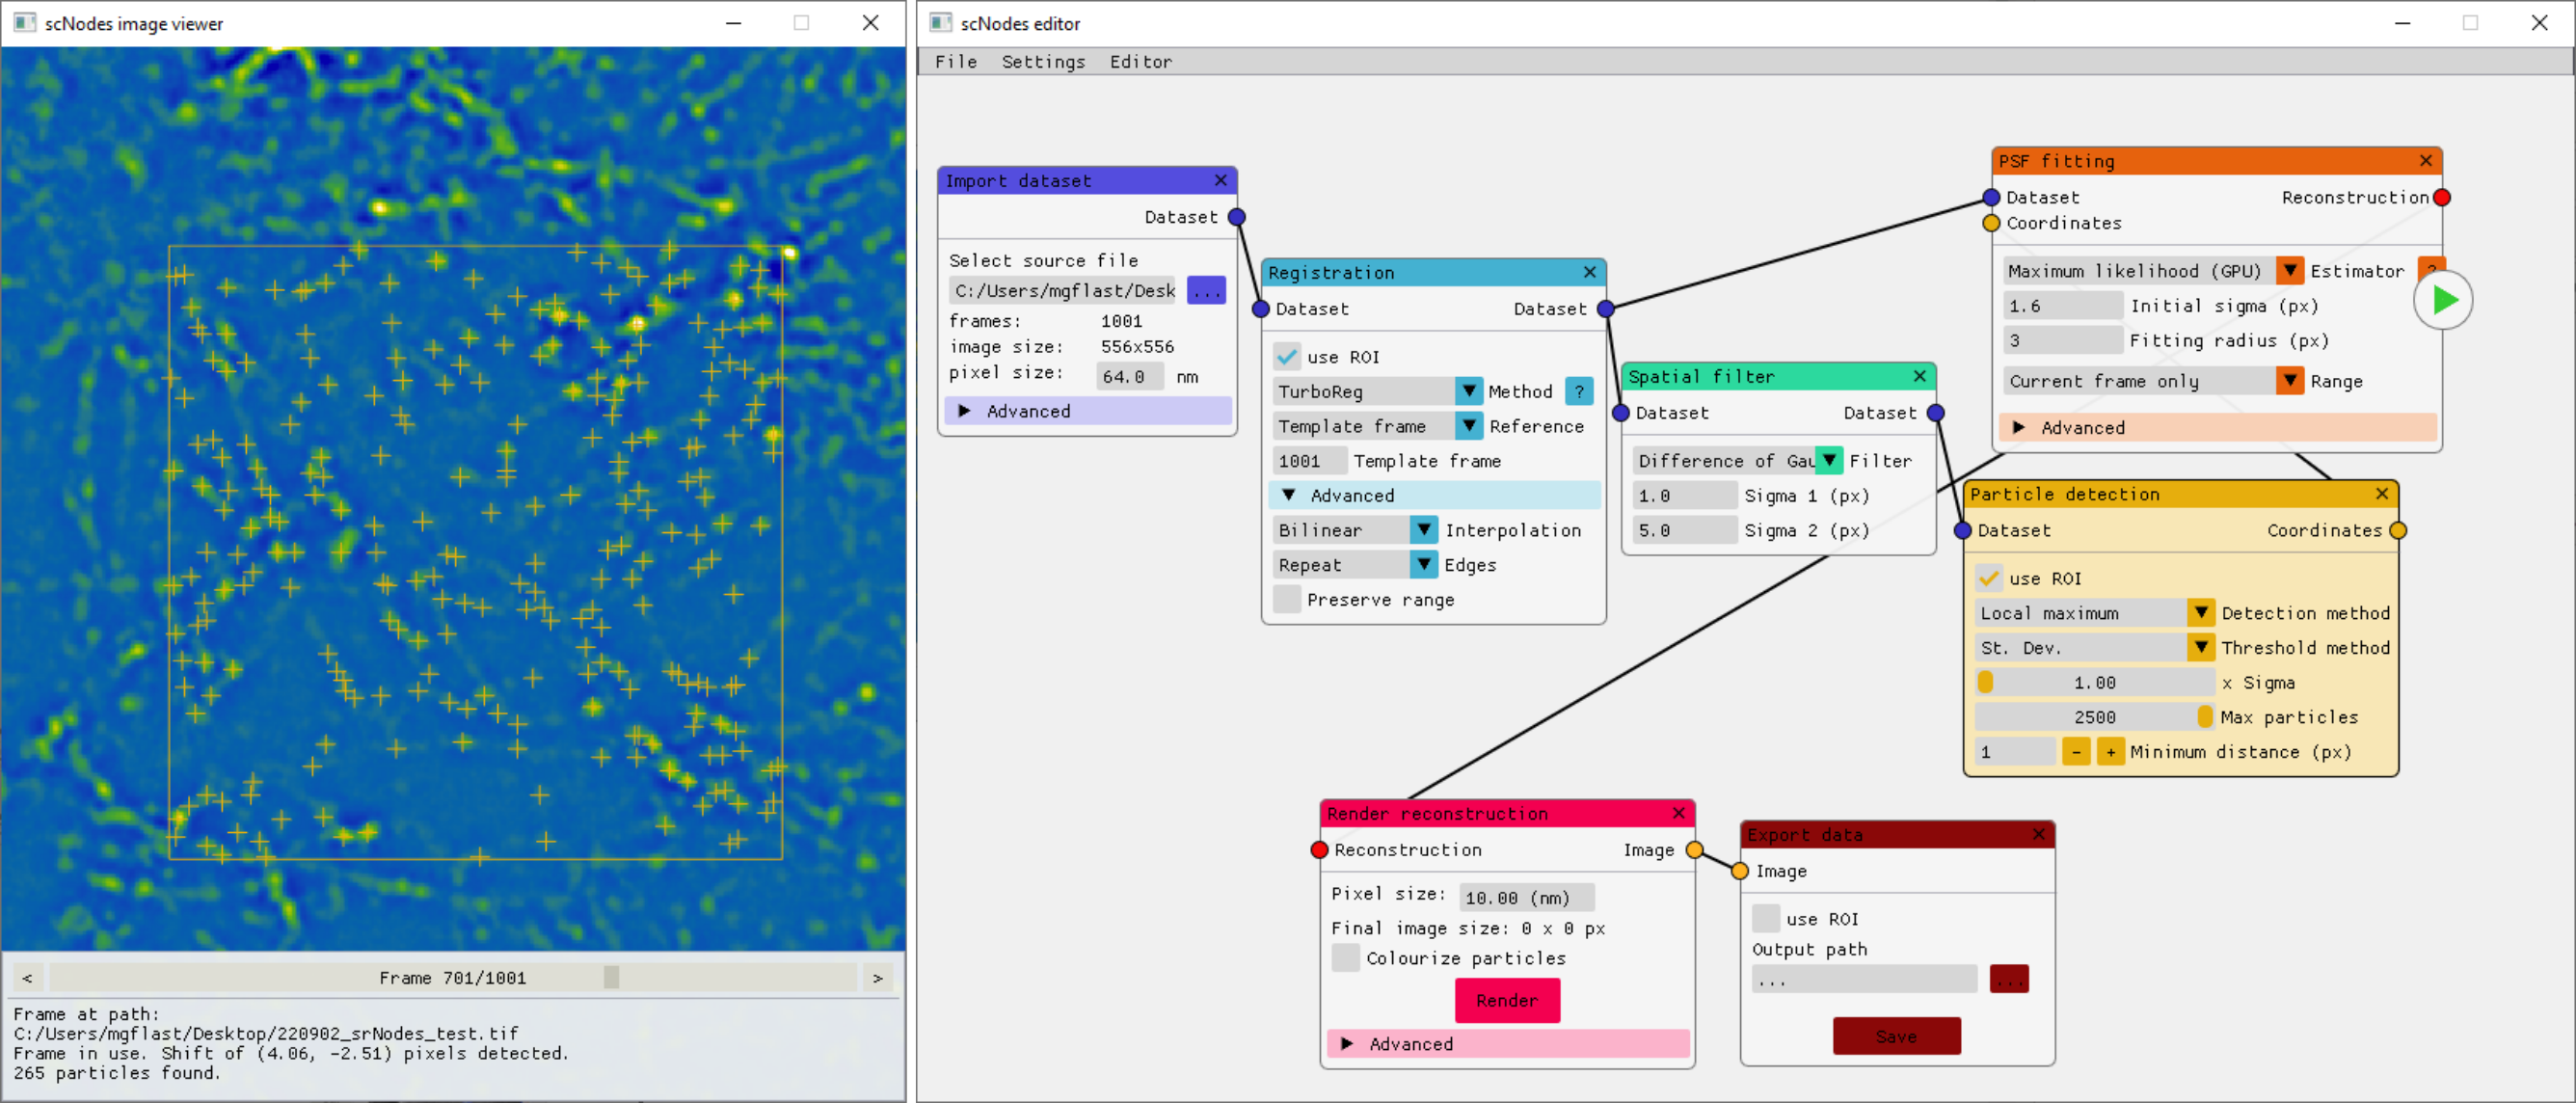 scNodes image viewer
< Frame 701/1001 >
Frame at path:
C:/Users/mgflast/Desktop/220902_srNodes_test.tif
Frame in use. Shift of (4.06, -2.51) pixels detected.
265 particles found.
scNodes editor
File Settings Editor
Import dataset
Dataset
Select source file
C:/Users/mgflast/Desk ...
frames: 1001
image size: 556x556
pixel size: 64.0 nm
Advanced
Registration
Dataset Dataset
use ROI
TurboReg Method ?
Template frame Reference
1001 Template frame
Advanced
Bilinear Interpolation
Repeat Edges
Preserve range
Spatial filter
Dataset Dataset
Difference of Gau Filter
1.0 Sigma 1 (px)
5.0 Sigma 2 (px)
PSF fitting
Dataset Reconstruction
Coordinates
Maximum likelihood (GPU) Estimator ?
1.6 Initial sigma (px)
3 Fitting radius (px)
Current frame only Range
Advanced
Particle detection
Dataset Coordinates
use ROI
Local maximum Detection method
St. Dev. Threshold method
1.00 x Sigma
2500 Max particles
1 - + Minimum distance (px)
Render reconstruction
Reconstruction Image
Pixel size: 10.00 (nm)
Final image size: 0 x 0 px
Colourize particles
Render
Advanced
Export data
Image
use ROI
Output path
... ...
Save